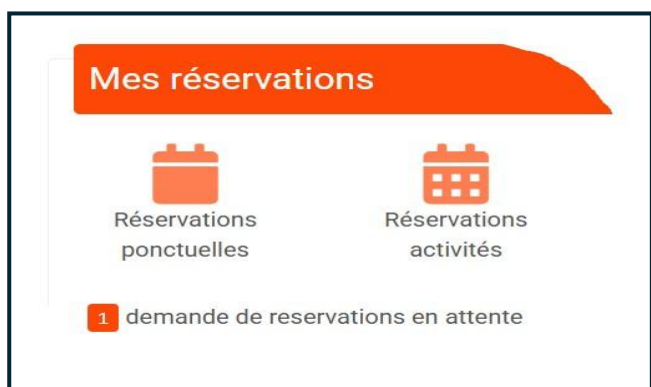 Mes réservations
Réservations ponctuelles
Réservations activités
1 demande de reservations en attente